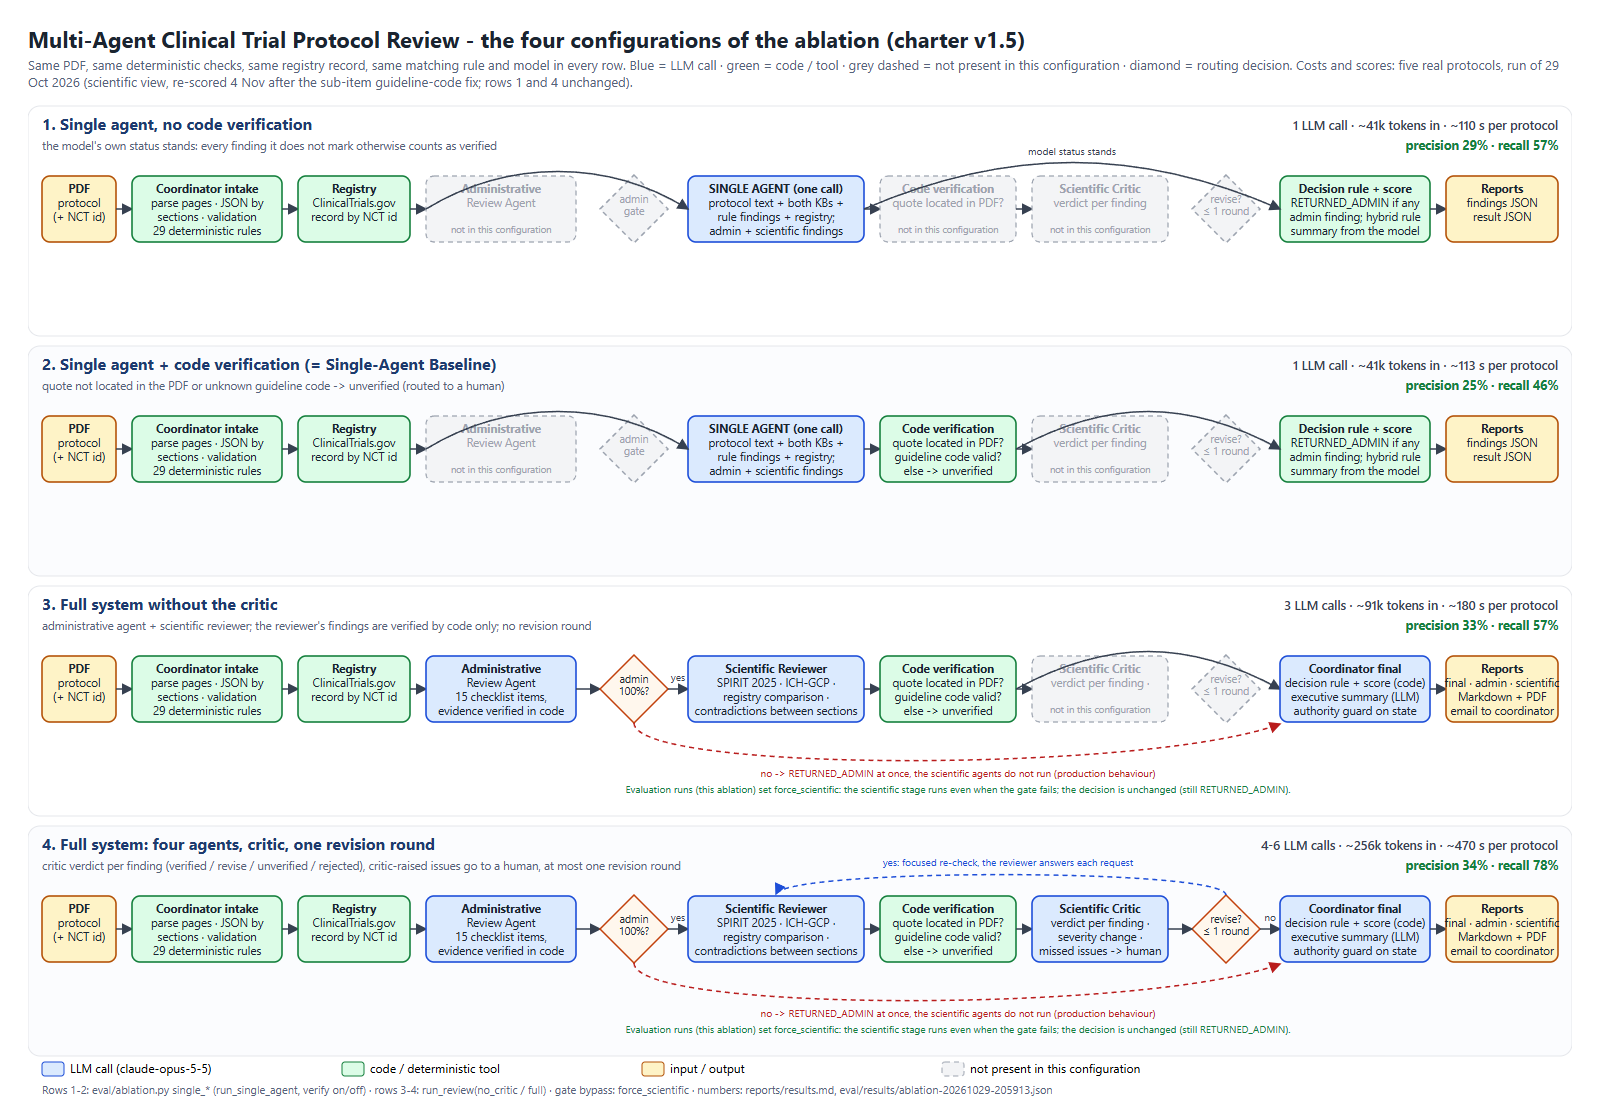 Multi-Agent Clinical Trial Protocol Review - the four configurations of the ablation (charter v1.5)
Same PDF, same deterministic checks, same registry record, same matching rule and model in every row. Blue = LLM call · green = code / tool · grey dashed = not present in this configuration · diamond = routing decision. Costs and scores: five real protocols, run of 29
Oct 2026 (scientific view, re-scored 4 Nov after the sub-item guideline-code fix; rows 1 and 4 unchanged).
1. Single agent, no code verification
1 LLM call · ~41k tokens in · ~110 s per protocol
the model's own status stands: every finding it does not mark otherwise counts as verified
precision 29% · recall 57%
model status stands
PDF
protocol
(+ NCT id)
Coordinator intake
parse pages · JSON by
sections · validation
29 deterministic rules
Registry
ClinicalTrials.gov
record by NCT id
Administrative
Review Agent
not in this configuration
admin
gate
SINGLE AGENT (one call)
protocol text + both KBs +
rule findings + registry;
admin + scientific findings
Code verification
quote located in PDF?
not in this configuration
Scientific Critic
verdict per finding
not in this configuration
revise?
≤ 1 round
Decision rule + score
RETURNED_ADMIN if any
admin finding; hybrid rule
summary from the model
Reports
findings JSON
result JSON
2. Single agent + code verification (= Single-Agent Baseline)
1 LLM call · ~41k tokens in · ~113 s per protocol
quote not located in the PDF or unknown guideline code -> unverified (routed to a human)
precision 25% · recall 46%
PDF
protocol
(+ NCT id)
Coordinator intake
parse pages · JSON by
sections · validation
29 deterministic rules
Registry
ClinicalTrials.gov
record by NCT id
Administrative
Review Agent
not in this configuration
admin
gate
SINGLE AGENT (one call)
protocol text + both KBs +
rule findings + registry;
admin + scientific findings
Code verification
quote located in PDF?
guideline code valid?
else -> unverified
Scientific Critic
verdict per finding
not in this configuration
revise?
≤ 1 round
Decision rule + score
RETURNED_ADMIN if any
admin finding; hybrid rule
summary from the model
Reports
findings JSON
result JSON
3. Full system without the critic
3 LLM calls · ~91k tokens in · ~180 s per protocol
administrative agent + scientific reviewer; the reviewer's findings are verified by code only; no revision round
precision 33% · recall 57%
PDF
protocol
(+ NCT id)
Coordinator intake
parse pages · JSON by
sections · validation
29 deterministic rules
Registry
ClinicalTrials.gov
record by NCT id
Administrative
Review Agent
15 checklist items,
evidence verified in code
admin
100%?
yes
Scientific Reviewer
SPIRIT 2025 · ICH-GCP ·
registry comparison ·
contradictions between sections
Code verification
quote located in PDF?
guideline code valid?
else -> unverified
Scientific Critic
verdict per finding ·
not in this configuration
revise?
≤ 1 round
Coordinator final
decision rule + score (code)
executive summary (LLM)
authority guard on state
Reports
final · admin · scientific
Markdown + PDF
email to coordinator
no -> RETURNED_ADMIN at once, the scientific agents do not run (production behaviour)
Evaluation runs (this ablation) set force_scientific: the scientific stage runs even when the gate fails; the decision is unchanged (still RETURNED_ADMIN).
4. Full system: four agents, critic, one revision round
4-6 LLM calls · ~256k tokens in · ~470 s per protocol
critic verdict per finding (verified / revise / unverified / rejected), critic-raised issues go to a human, at most one revision round
precision 34% · recall 78%
yes: focused re-check, the reviewer answers each request
PDF
protocol
(+ NCT id)
Coordinator intake
parse pages · JSON by
sections · validation
29 deterministic rules
Registry
ClinicalTrials.gov
record by NCT id
Administrative
Review Agent
15 checklist items,
evidence verified in code
admin
100%?
yes
Scientific Reviewer
SPIRIT 2025 · ICH-GCP ·
registry comparison ·
contradictions between sections
Code verification
quote located in PDF?
guideline code valid?
else -> unverified
Scientific Critic
verdict per finding ·
severity change ·
missed issues -> human
revise?
≤ 1 round
no
Coordinator final
decision rule + score (code)
executive summary (LLM)
authority guard on state
Reports
final · admin · scientific
Markdown + PDF
email to coordinator
no -> RETURNED_ADMIN at once, the scientific agents do not run (production behaviour)
Evaluation runs (this ablation) set force_scientific: the scientific stage runs even when the gate fails; the decision is unchanged (still RETURNED_ADMIN).
LLM call (claude-opus-5-5)
code / deterministic tool
input / output
not present in this configuration
Rows 1-2: eval/ablation.py single_* (run_single_agent, verify on/off) · rows 3-4: run_review(no_critic / full) · gate bypass: force_scientific · numbers: reports/results.md, eval/results/ablation-20261029-205913.json